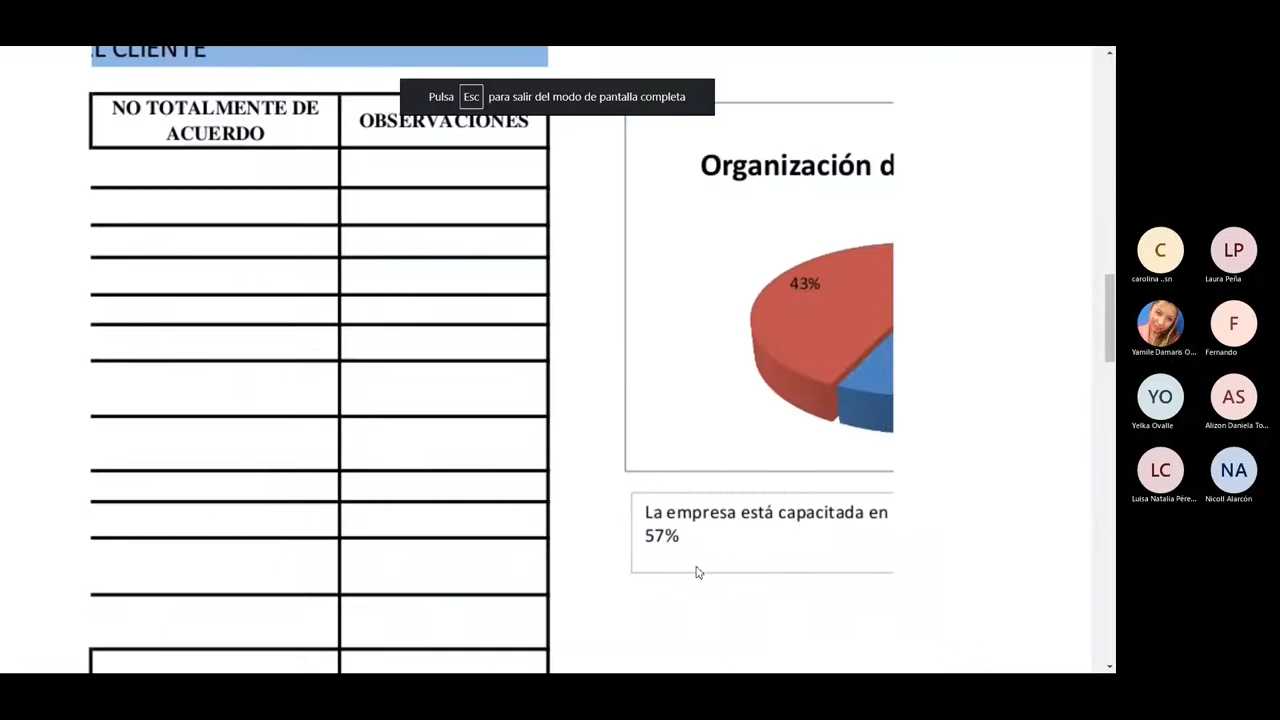 L CLIENTE
Pulsa Esc para salir del modo de pantalla completa
NO TOTALMENTE DE
ACUERDO
OBSERVACIONES
Organización d
43%
La empresa está capacitada en
57%
C
carolina ..sn
LP
Laura Peña
Yamile Damaris O...
F
Fernando
YO
Yelka Ovalle
AS
Alizon Daniela To...
LC
Luisa Natalia Pére...
NA
Nicoll Alarcón